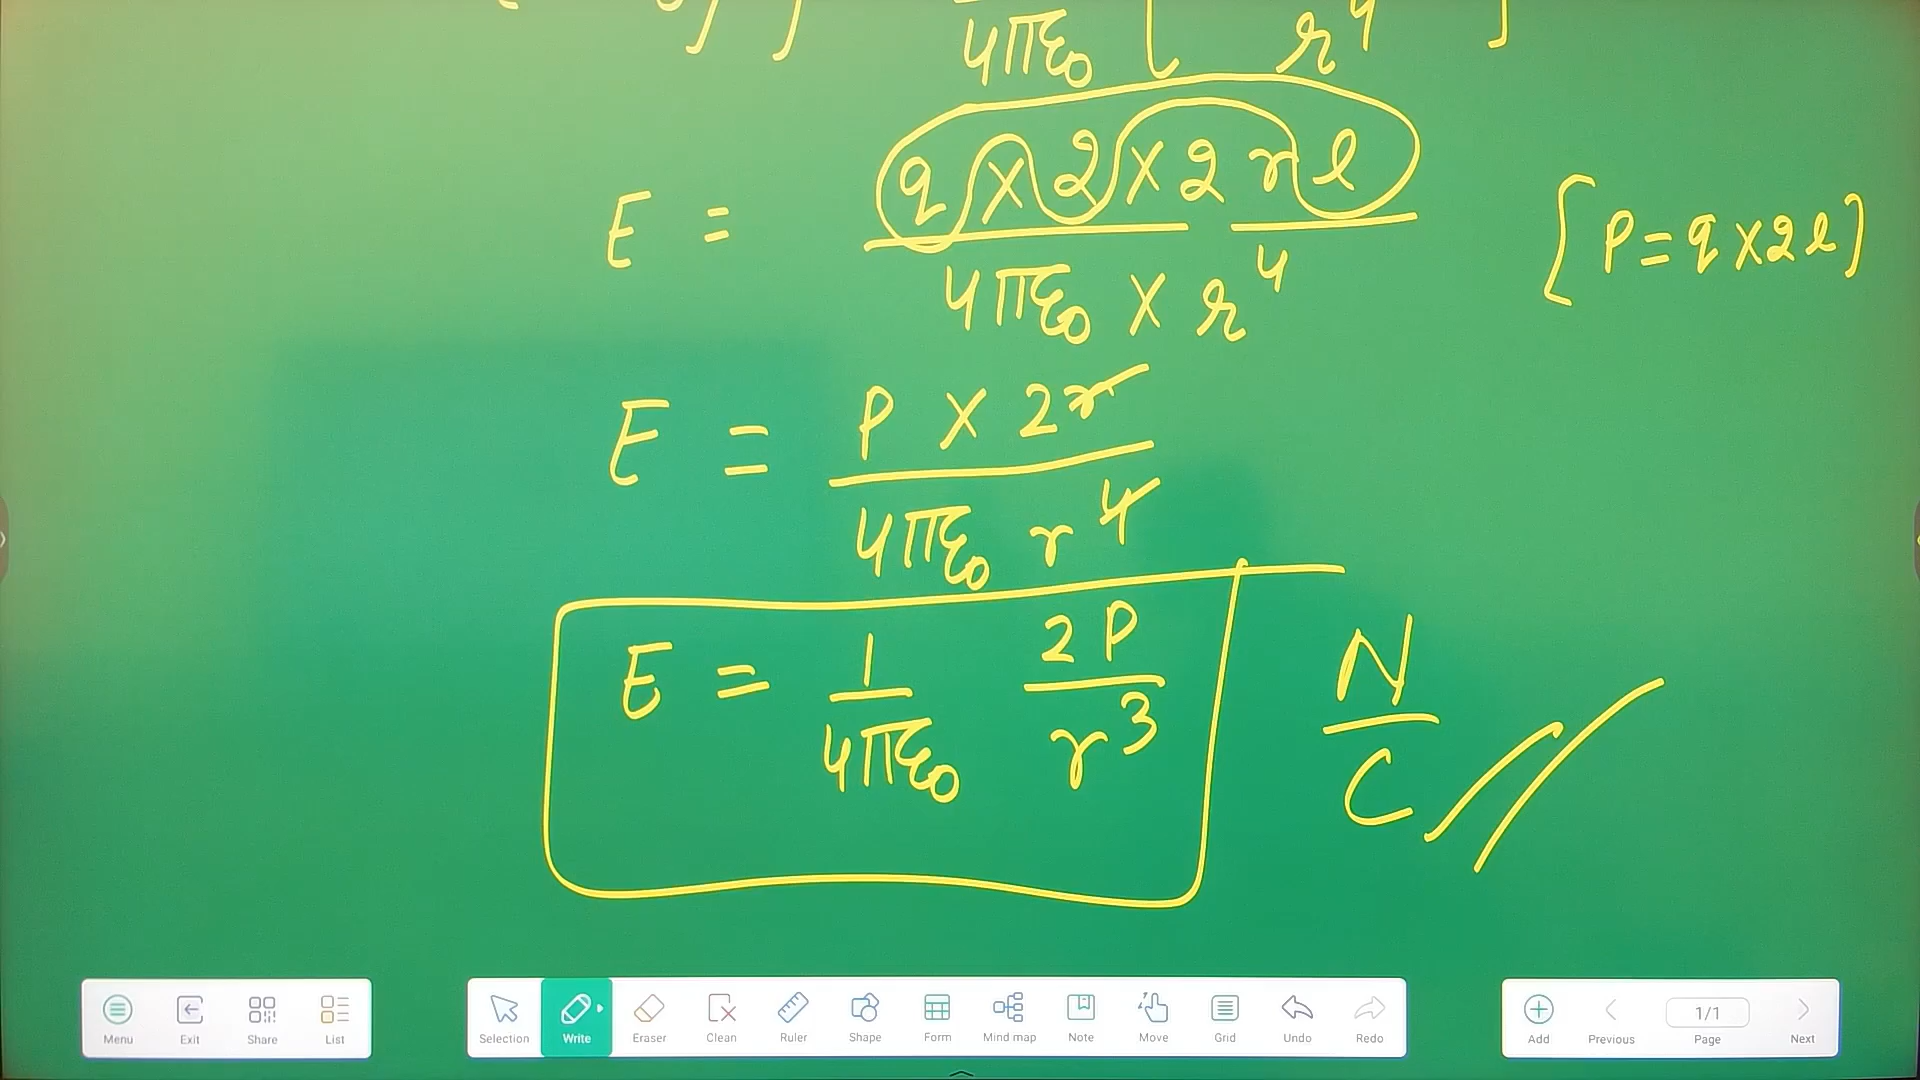 4πε₀ [ r⁴ ]
E = q × 2 × 2 r l / 4πε₀ × r⁴ [P = q × 2l]
E = P × 2r / 4πε₀ r⁴
E = 1 / 4πε₀ 2P / r³ N / C
Menu Exit Share List Selection Write Eraser Clean Ruler Shape Form Mind map Note Move Grid Undo Redo Add Previous 1/1 Page Next